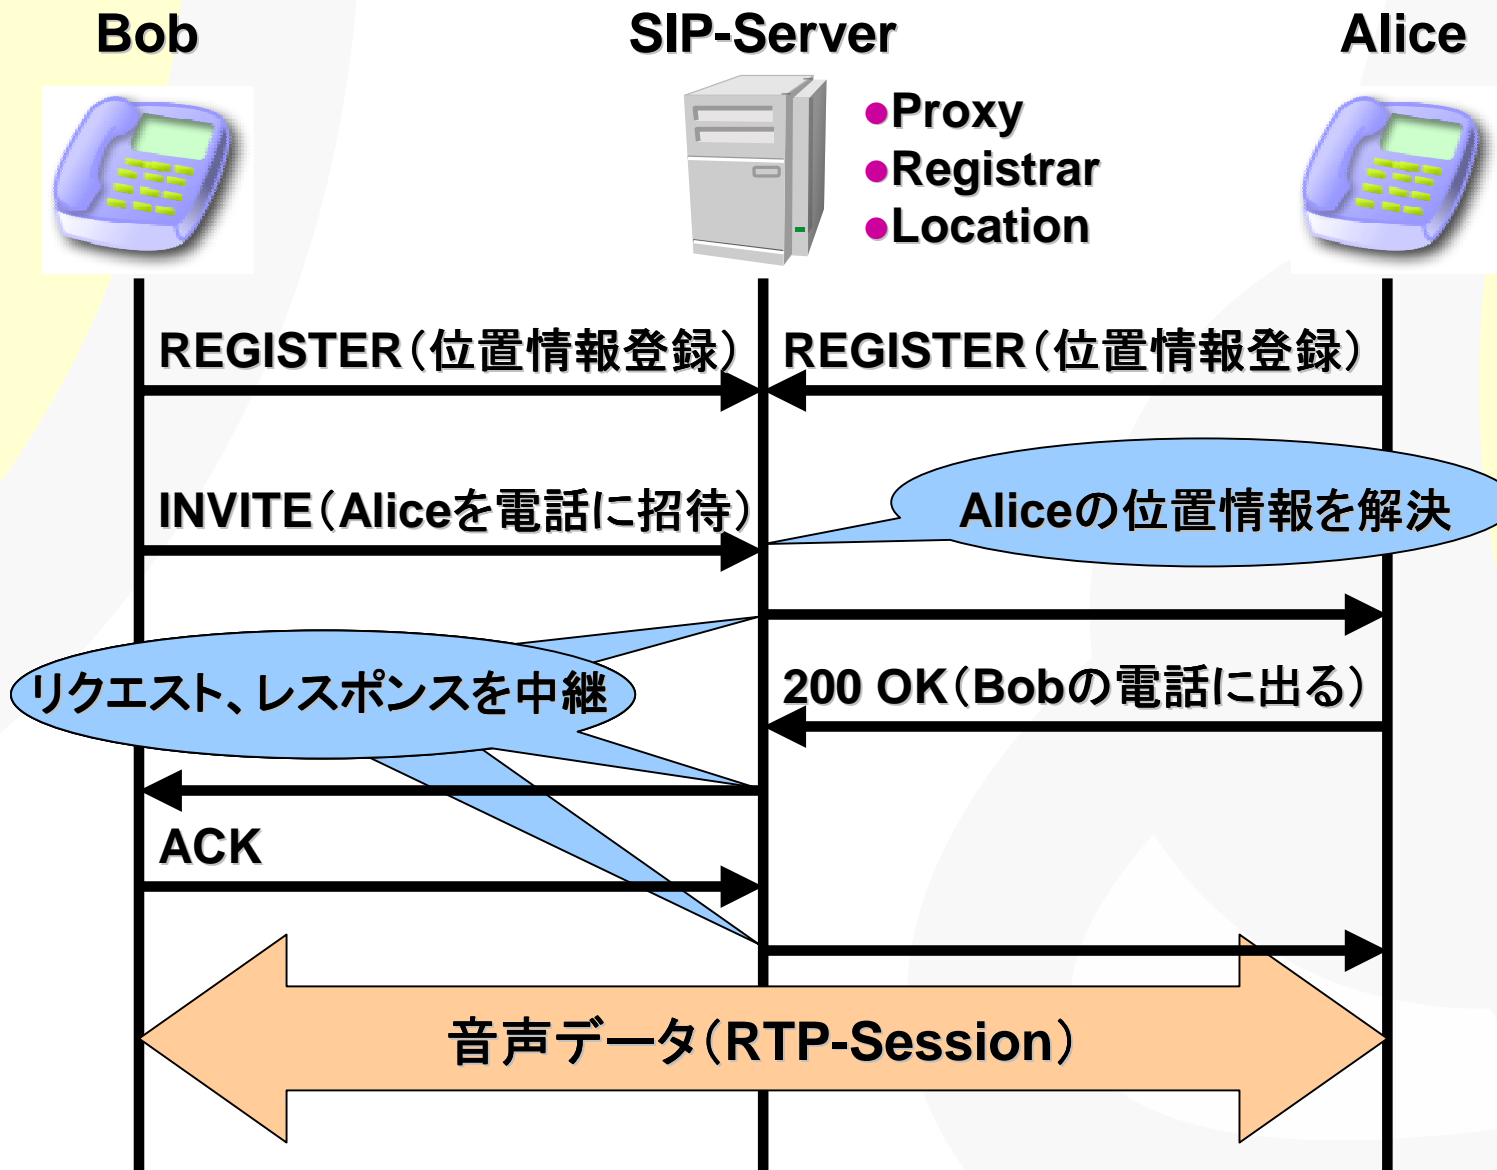 Bob
SIP-Server
Alice
●Proxy
●Registrar
●Location
REGISTER（位置情報登録）
REGISTER（位置情報登録）
INVITE（Aliceを電話に招待）
Aliceの位置情報を解決
リクエスト、レスポンスを中継
200 OK（Bobの電話に出る）
ACK
音声データ（RTP-Session）